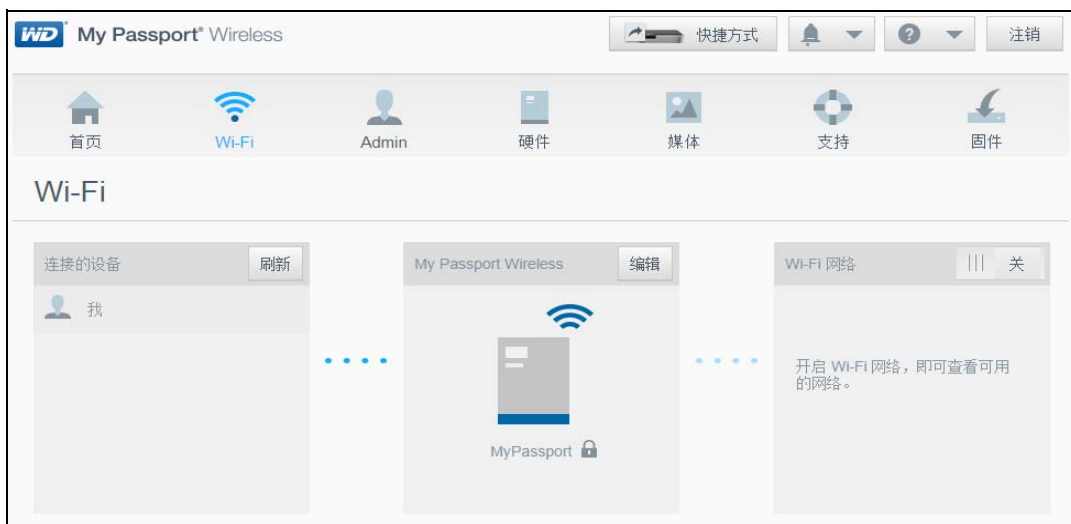 WD My Passport® Wireless
快捷方式
?
注销
首页
Wi-Fi
Admin
硬件
媒体
支持
固件
Wi-Fi
连接的设备
刷新
我
My Passport Wireless
编辑
MyPassport
Wi-Fi 网络
关
开启 Wi-Fi 网络，即可查看可用
的网络。